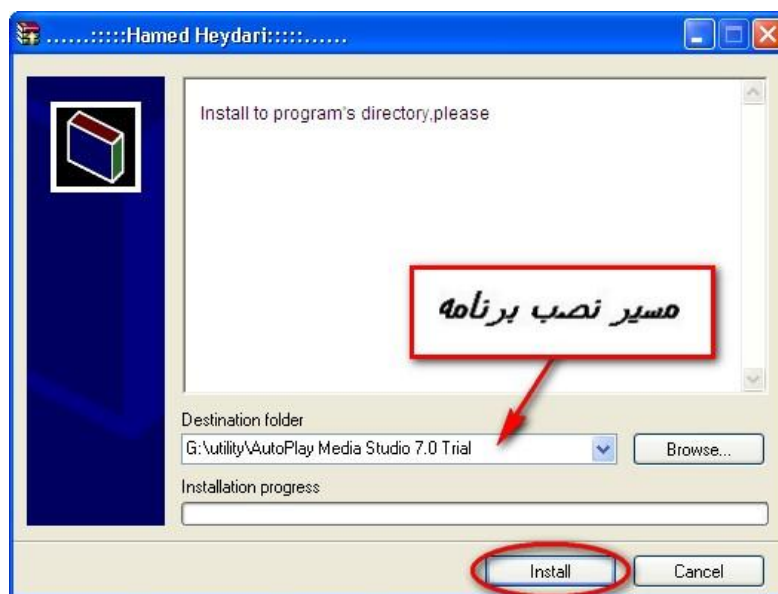 ......:::::Hamed Heydari:::::......
Install to program's directory,please
مسیر نصب برنامه
Destination folder
G:\utility\AutoPlay Media Studio 7.0 Trial
Browse...
Installation progress
Install
Cancel